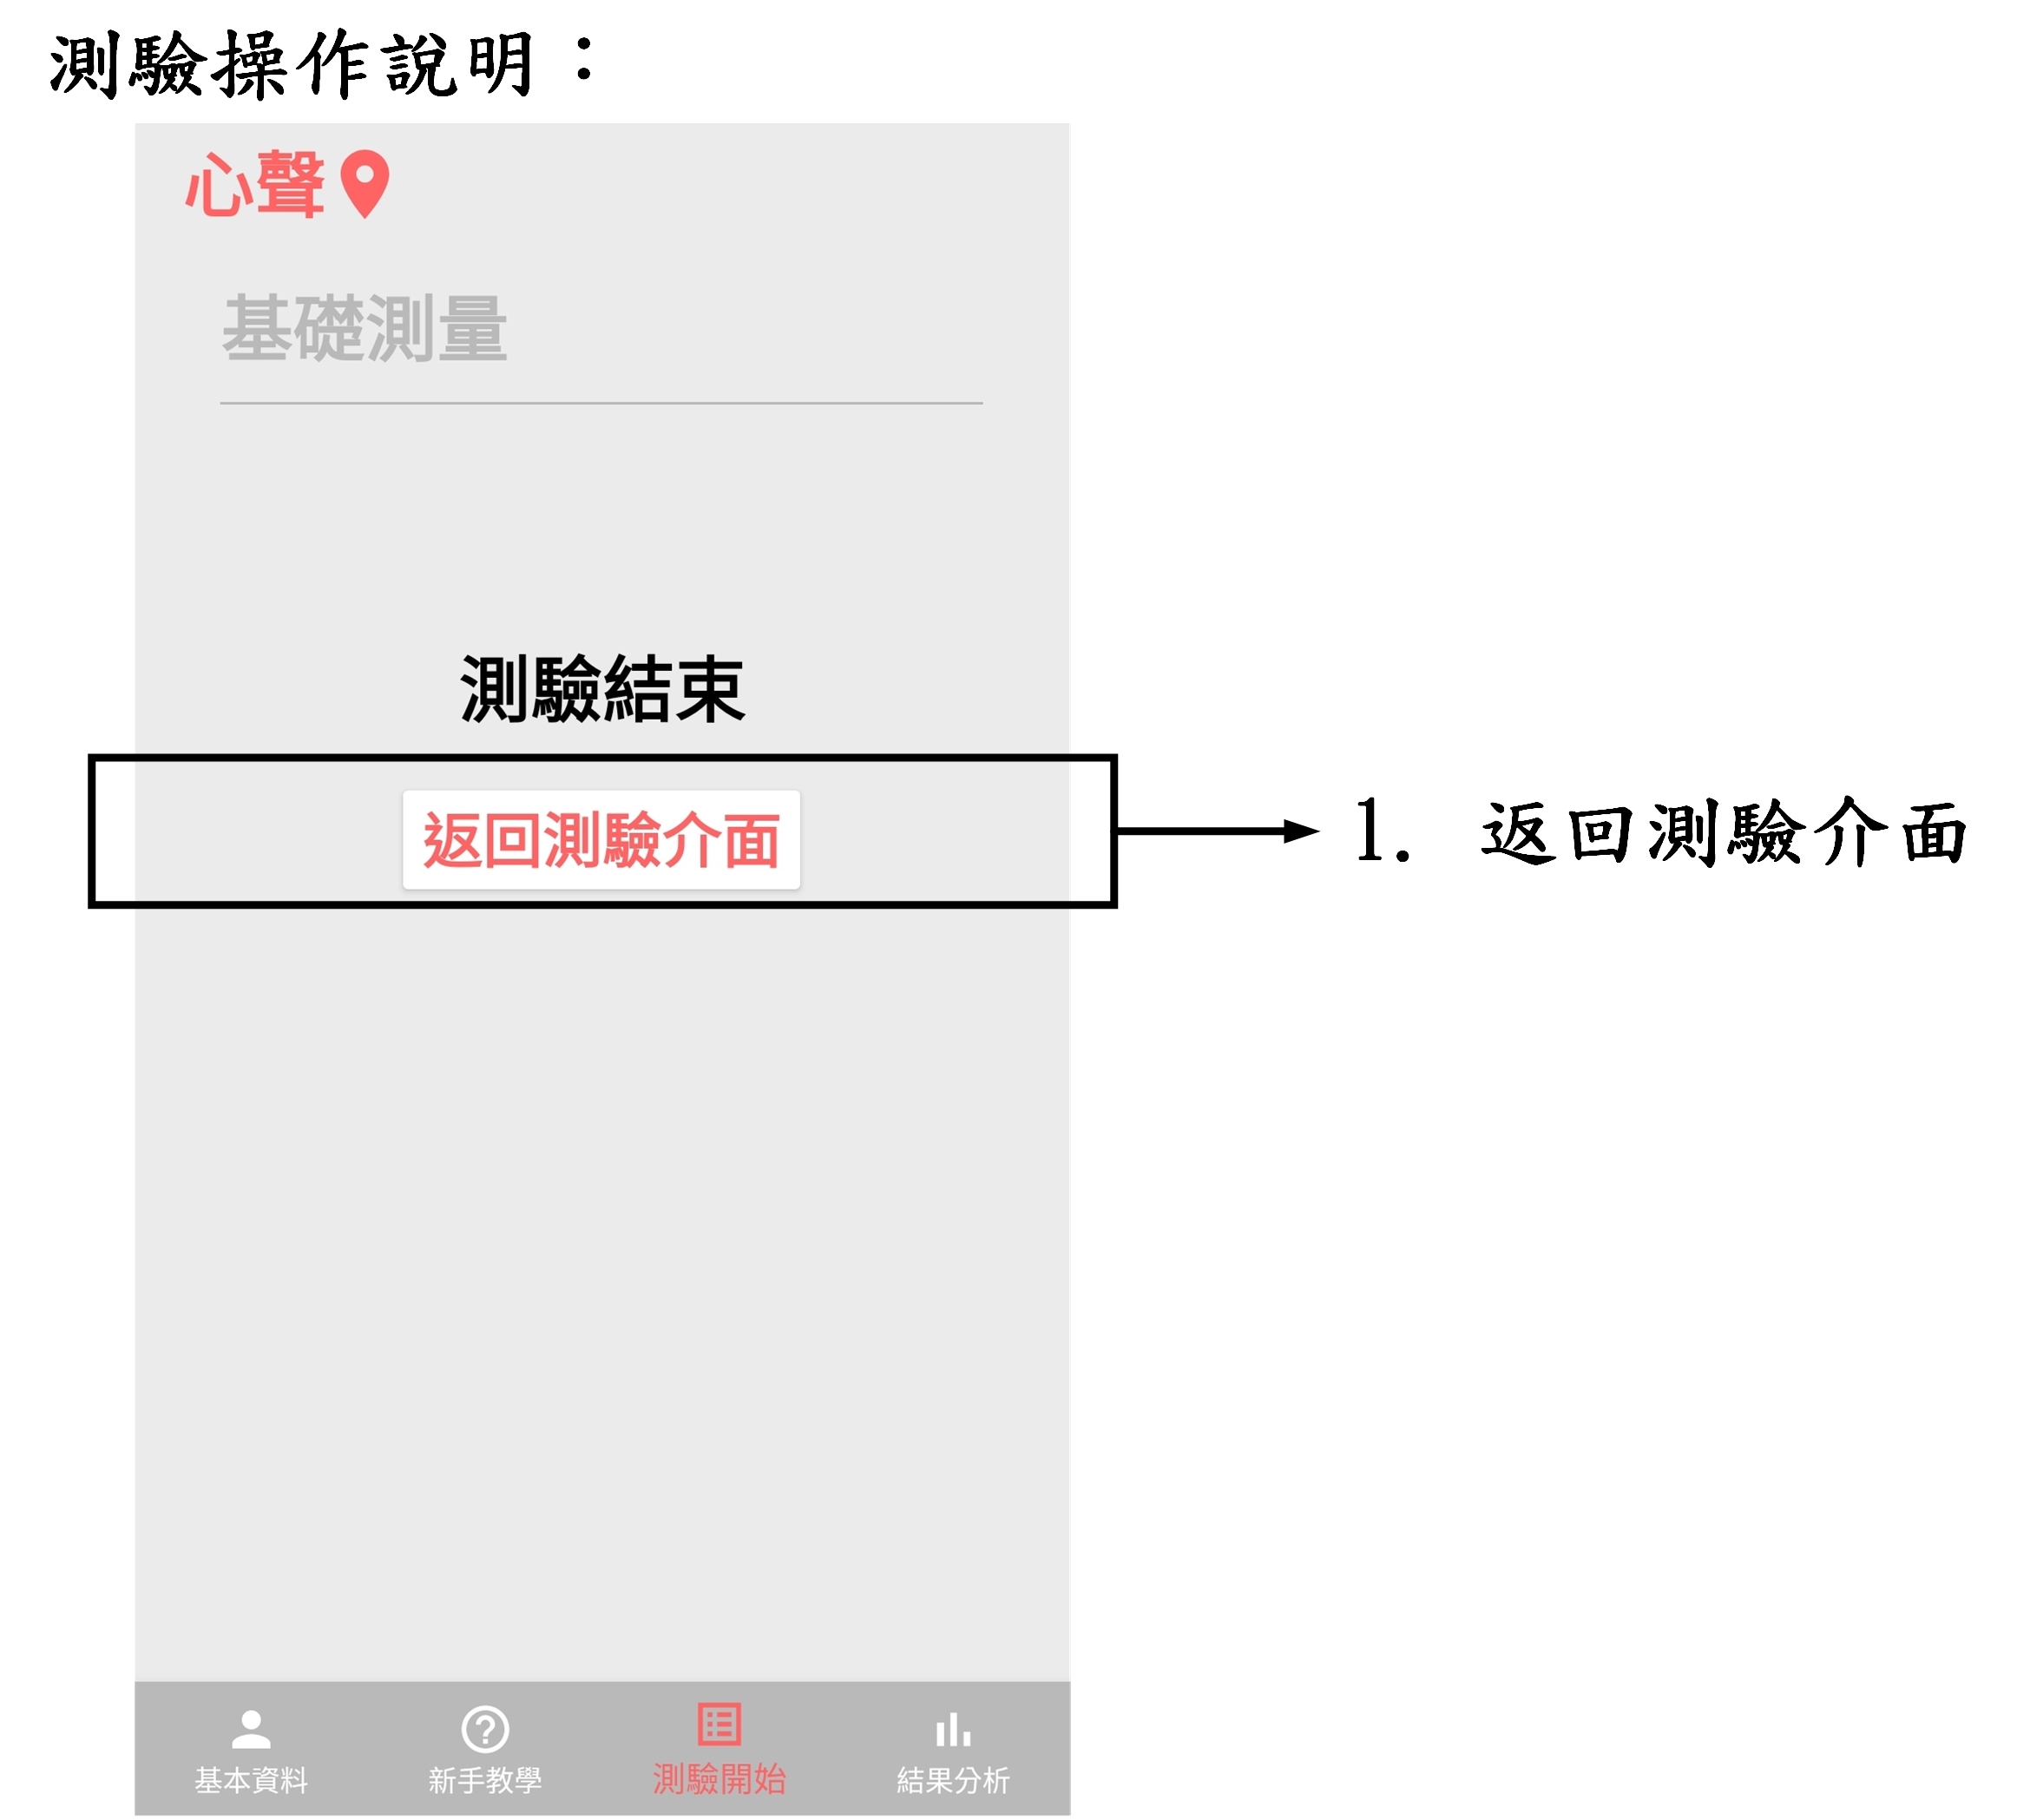 測驗操作說明：
心聲
基礎測量
測驗結束
返回測驗介面
1. 返回測驗介面
基本資料
新手教學
測驗開始
結果分析